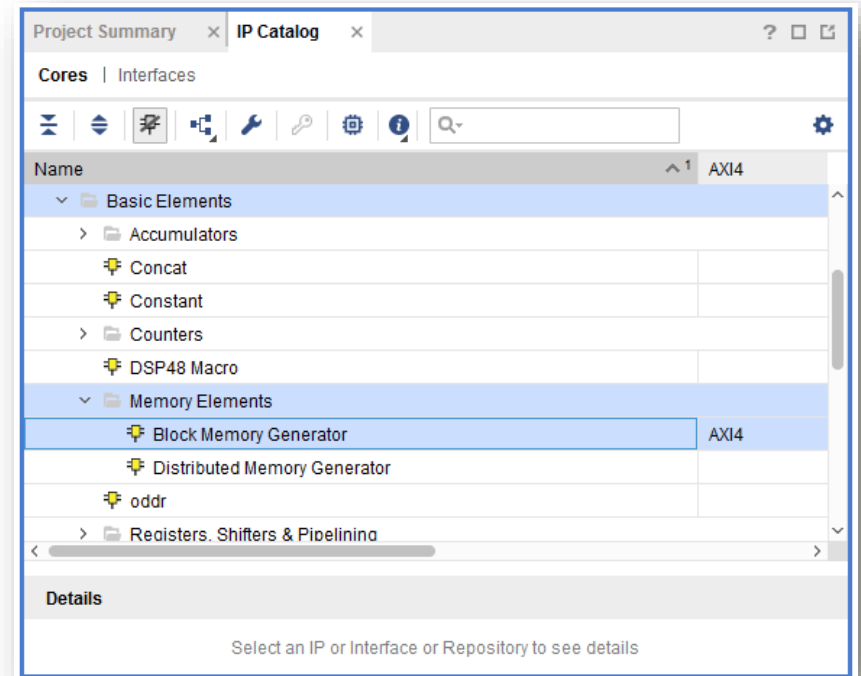 Project Summary × IP Catalog × ?
Cores | Interfaces
Name 1 AXI4
Basic Elements
Accumulators
Concat
Constant
Counters
DSP48 Macro
Memory Elements
Block Memory Generator AXI4
Distributed Memory Generator
oddr
Registers, Shifters & Pipelining
Details
Select an IP or Interface or Repository to see details